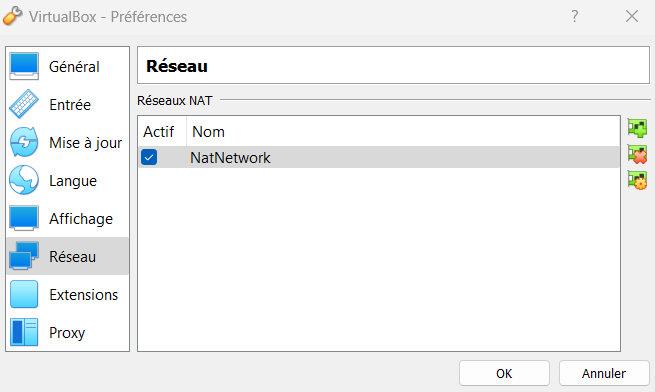 VirtualBox - Préférences
?
Général
Entrée
Mise à jour
Langue
Affichage
Réseau
Extensions
Proxy
Réseau
Réseaux NAT
Actif Nom
NatNetwork
OK Annuler